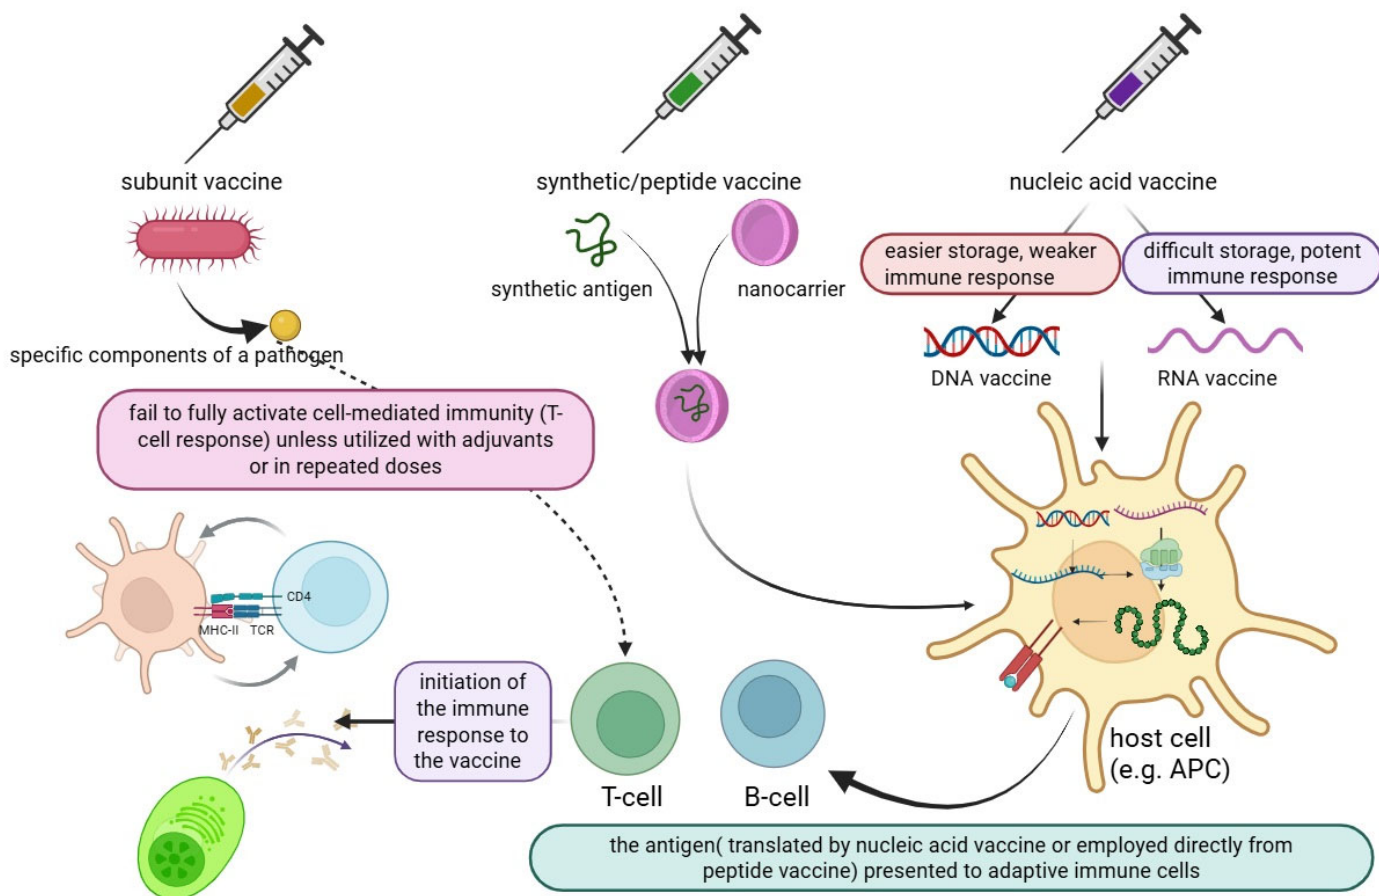 subunit vaccine
synthetic/peptide vaccine
nucleic acid vaccine
easier storage, weaker
immune response
difficult storage, potent
immune response
synthetic antigen
nanocarrier
specific components of a pathogen
DNA vaccine
RNA vaccine
fail to fully activate cell-mediated immunity (T-
cell response) unless utilized with adjuvants
or in repeated doses
CD4
MHC-II
TCR
initiation of
the immune
response to
the vaccine
T-cell
B-cell
host cell
(e.g. APC)
the antigen( translated by nucleic acid vaccine or employed directly from
peptide vaccine) presented to adaptive immune cells